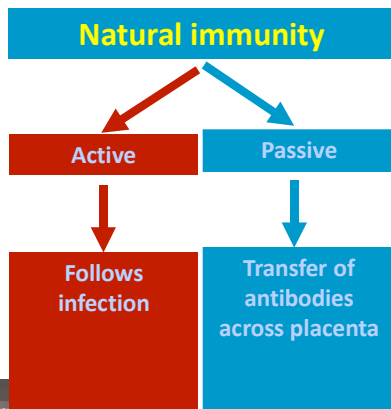 Natural immunity
Active
Passive
Follows
infection
Transfer of
antibodies
across placenta